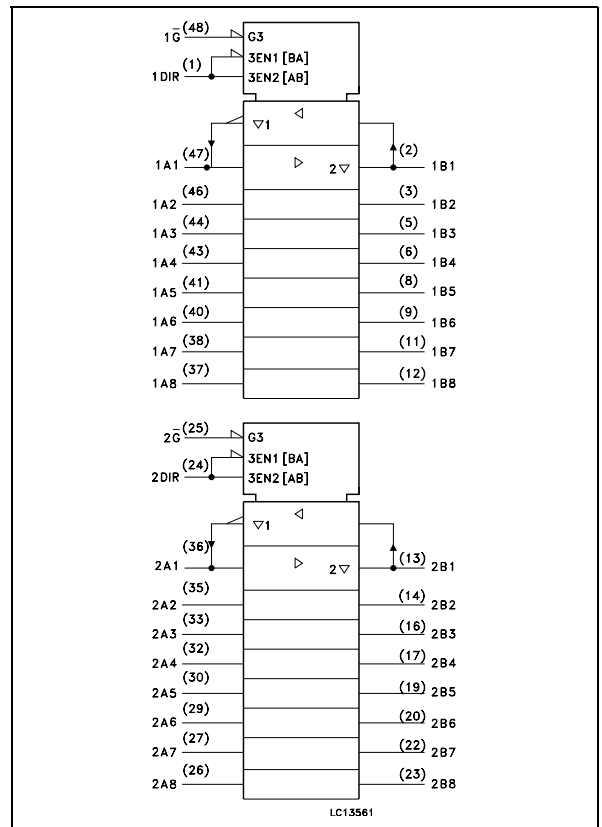 1G̅ (48) G3
3EN1 [BA]
1DIR (1) 3EN2 [AB]
▽1 ◁
1A1 (47) ▷ 2▽ (2) 1B1
1A2 (46) (3) 1B2
1A3 (44) (5) 1B3
1A4 (43) (6) 1B4
1A5 (41) (8) 1B5
1A6 (40) (9) 1B6
1A7 (38) (11) 1B7
1A8 (37) (12) 1B8
2G̅ (25) G3
3EN1 [BA]
2DIR (24) 3EN2 [AB]
▽1 ◁
2A1 (36) ▷ 2▽ (13) 2B1
2A2 (35) (14) 2B2
2A3 (33) (16) 2B3
2A4 (32) (17) 2B4
2A5 (30) (19) 2B5
2A6 (29) (20) 2B6
2A7 (27) (22) 2B7
2A8 (26) (23) 2B8
LC13561